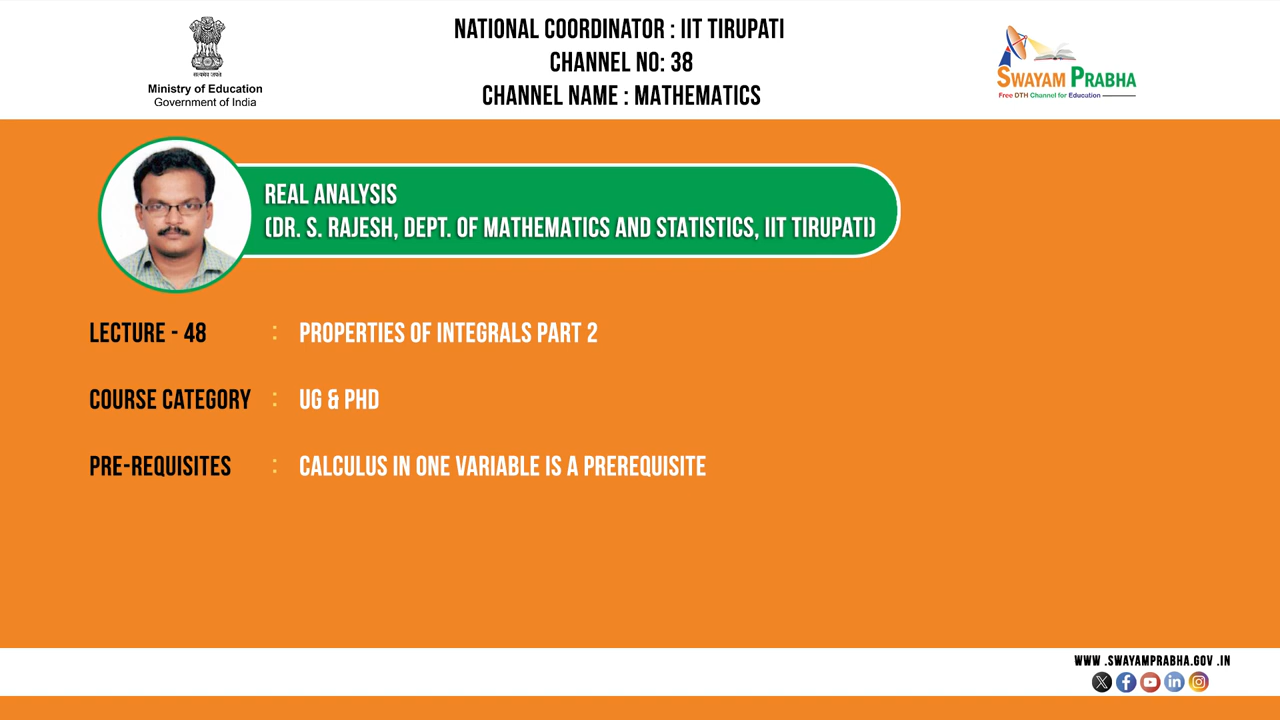 NATIONAL COORDINATOR : IIT TIRUPATI
CHANNEL NO: 38
CHANNEL NAME : MATHEMATICS
सत्यमेव जयते
Ministry of Education
Government of India
SWAYAM PRABHA
Free DTH Channel for Education
REAL ANALYSIS
(DR. S. RAJESH, DEPT. OF MATHEMATICS AND STATISTICS, IIT TIRUPATI)
LECTURE - 48 : PROPERTIES OF INTEGRALS PART 2
COURSE CATEGORY : UG & PHD
PRE-REQUISITES : CALCULUS IN ONE VARIABLE IS A PREREQUISITE
WWW .SWAYAMPRABHA.GOV .IN